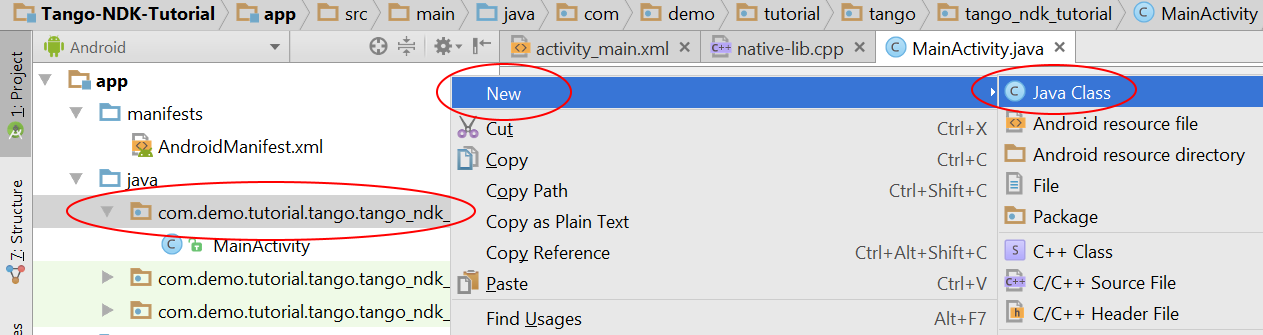 Tango-NDK-Tutorial app src main java com demo tutorial tango tango_ndk_tutorial MainActivity
Android
activity_main.xml native-lib.cpp MainActivity.java
1: Project
7: Structure
app
manifests
AndroidManifest.xml
java
com.demo.tutorial.tango.tango_ndk_
MainActivity
com.demo.tutorial.tango.tango_ndk_
com.demo.tutorial.tango.tango_ndk_
New
Cut Ctrl+X
Copy Ctrl+C
Copy Path Ctrl+Shift+C
Copy as Plain Text
Copy Reference Ctrl+Alt+Shift+C
Paste Ctrl+V
Find Usages Alt+F7
Java Class
Android resource file
Android resource directory
File
Package
C++ Class
C/C++ Source File
C/C++ Header File